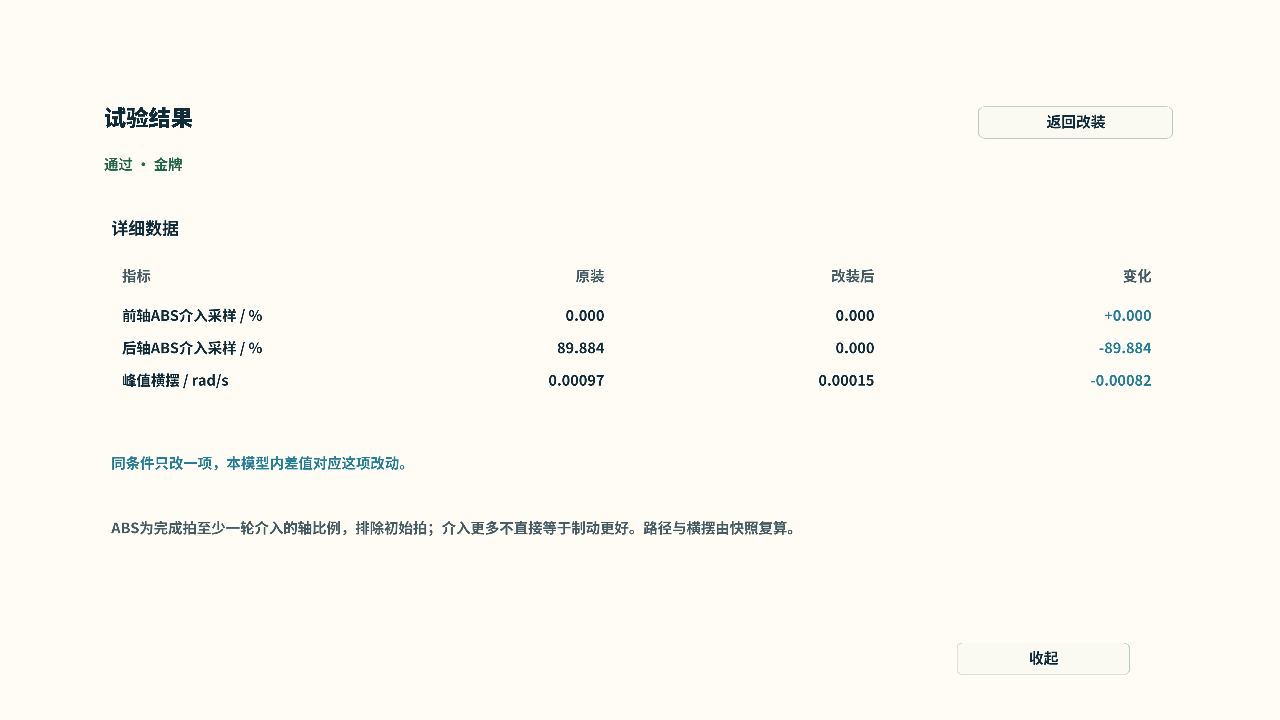 试验结果
返回改装
通过 · 金牌
详细数据
指标 原装 改装后 变化
前轴ABS介入采样 / % 0.000 0.000 +0.000
后轴ABS介入采样 / % 89.884 0.000 -89.884
峰值横摆 / rad/s 0.00097 0.00015 -0.00082
同条件只改一项，本模型内差值对应这项改动。
ABS为完成拍至少一轮介入的轴比例，排除初始拍；介入更多不直接等于制动更好。路径与横摆由快照复算。
收起